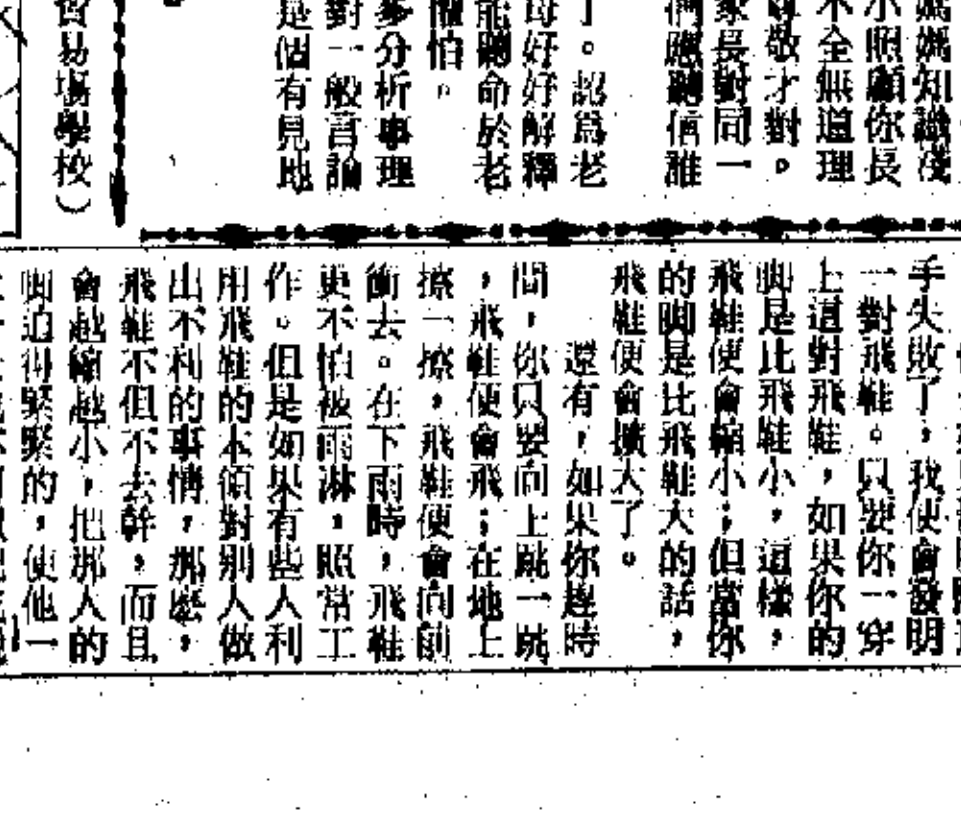 媽媽知識淺
小照顧你長
不全無道理
尊敬才對。
家長對同一
們應聽信誰
了。認爲老
母好好解釋
能聽命於老
懼怕。
多分析事理
對一般言論
是個有見地
易場學校）
手失敗了，我便會發明
一對飛鞋。只要你一穿
上這對飛鞋，如果你的
脚是比飛鞋小，這樣，
飛鞋便會縮小；但當你
的脚是比飛鞋大的話，
飛鞋便會擴大了。
還有，如果你趕時
間，你只要向上跳一跳
，飛鞋便會飛；在地上
擦一擦，飛鞋便會向前
衝去。在下雨時，飛鞋
更不怕被雨淋，照常工
作。但是如果有些人利
用飛鞋的本領對別人做
出不利的事情，那麽，
飛鞋不但不去幹，而且
會越縮越小，把那人的
脚迫得緊緊的，使他一